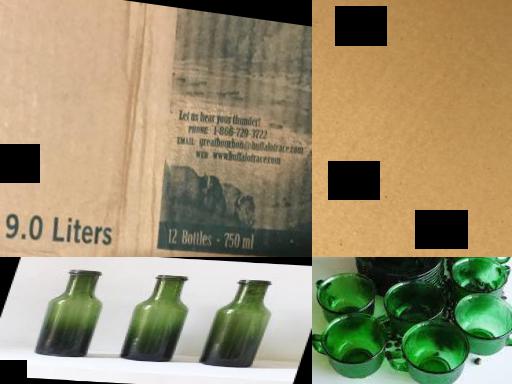 Let us hear your thunder!
PHONE 1-866-729-3722
EMAIL greatbourbon@buffalotrace.com
WEB www.buffalotrace.com
9.0 Liters
12 Bottles - 750 ml